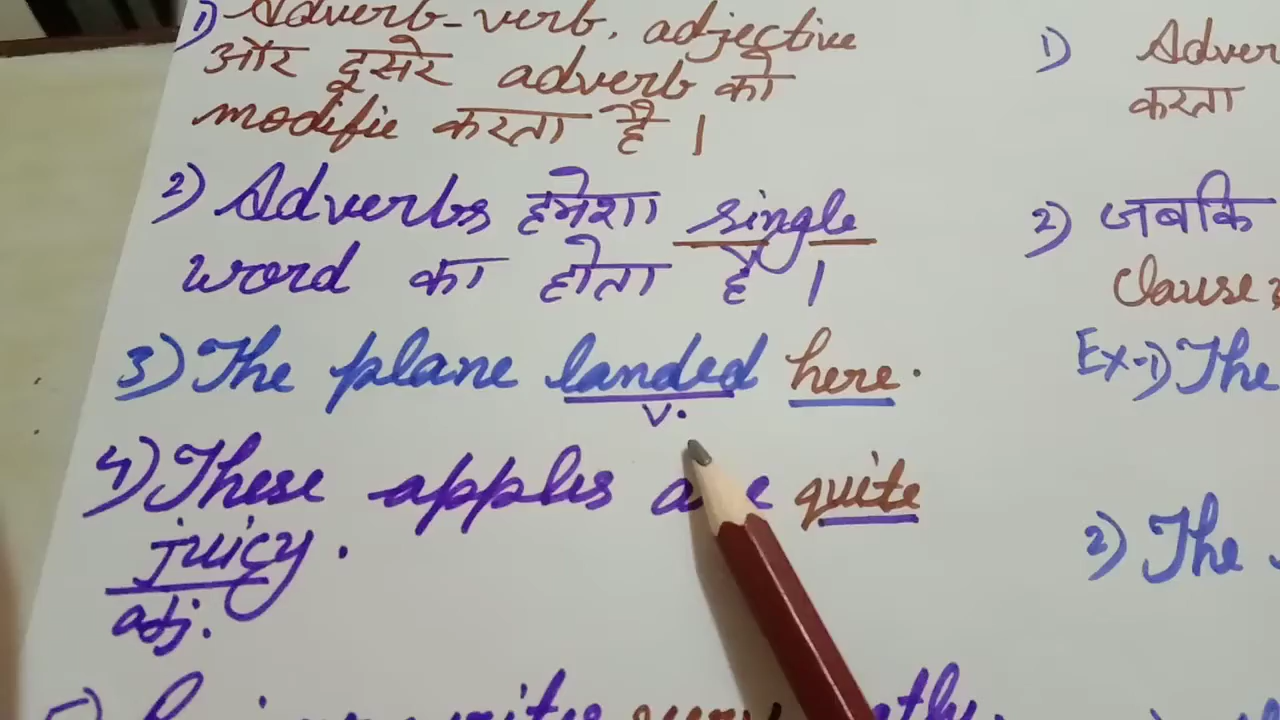 1) Adverb-verb, adjective
और दूसरे adverb को
modifie करता है।
2) Adverbs हमेशा single
word का होता है।
3) The plane landed here.
v.
4) These apples are quite
juicy.
adj.
1) Adver
करता
2) जबकि
Clause
Ex-1) The
2) The